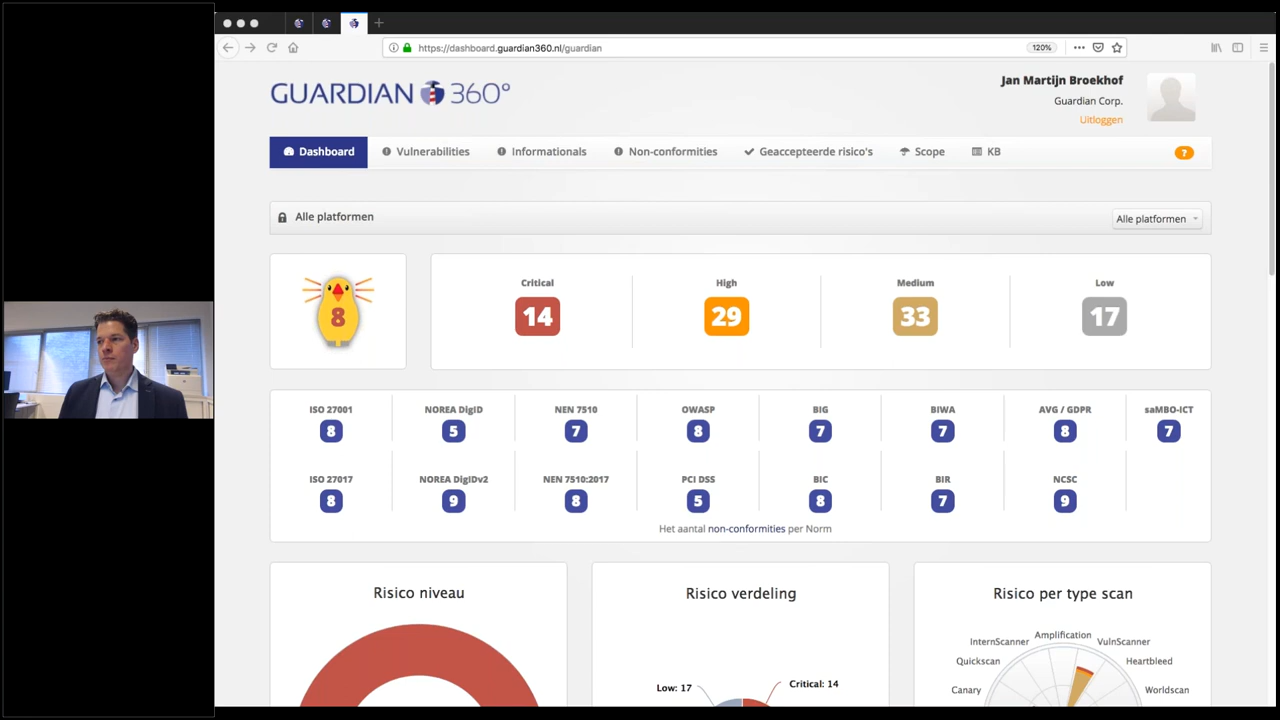 https://dashboard.guardian360.nl/guardian
120%
GUARDIAN 360°
Jan Martijn Broekhof
Guardian Corp.
Uitloggen
Dashboard
Vulnerabilities
Informationals
Non-conformities
Geaccepteerde risico's
Scope
KB
?
Alle platformen
Alle platformen
8
Critical
High
Medium
Low
14
29
33
17
ISO 27001
NOREA DigiD
NEN 7510
OWASP
BIG
BIWA
AVG / GDPR
saMBO-ICT
8
5
7
8
7
7
8
7
ISO 27017
NOREA DigIDv2
NEN 7510:2017
PCI DSS
BIC
BIR
NCSC
8
9
8
5
8
7
9
Het aantal non-conformities per Norm
Risico niveau
Risico verdeling
Low: 17
Critical: 14
Risico per type scan
Amplification
InternScanner
VulnScanner
Quickscan
Heartbleed
Canary
Worldscan